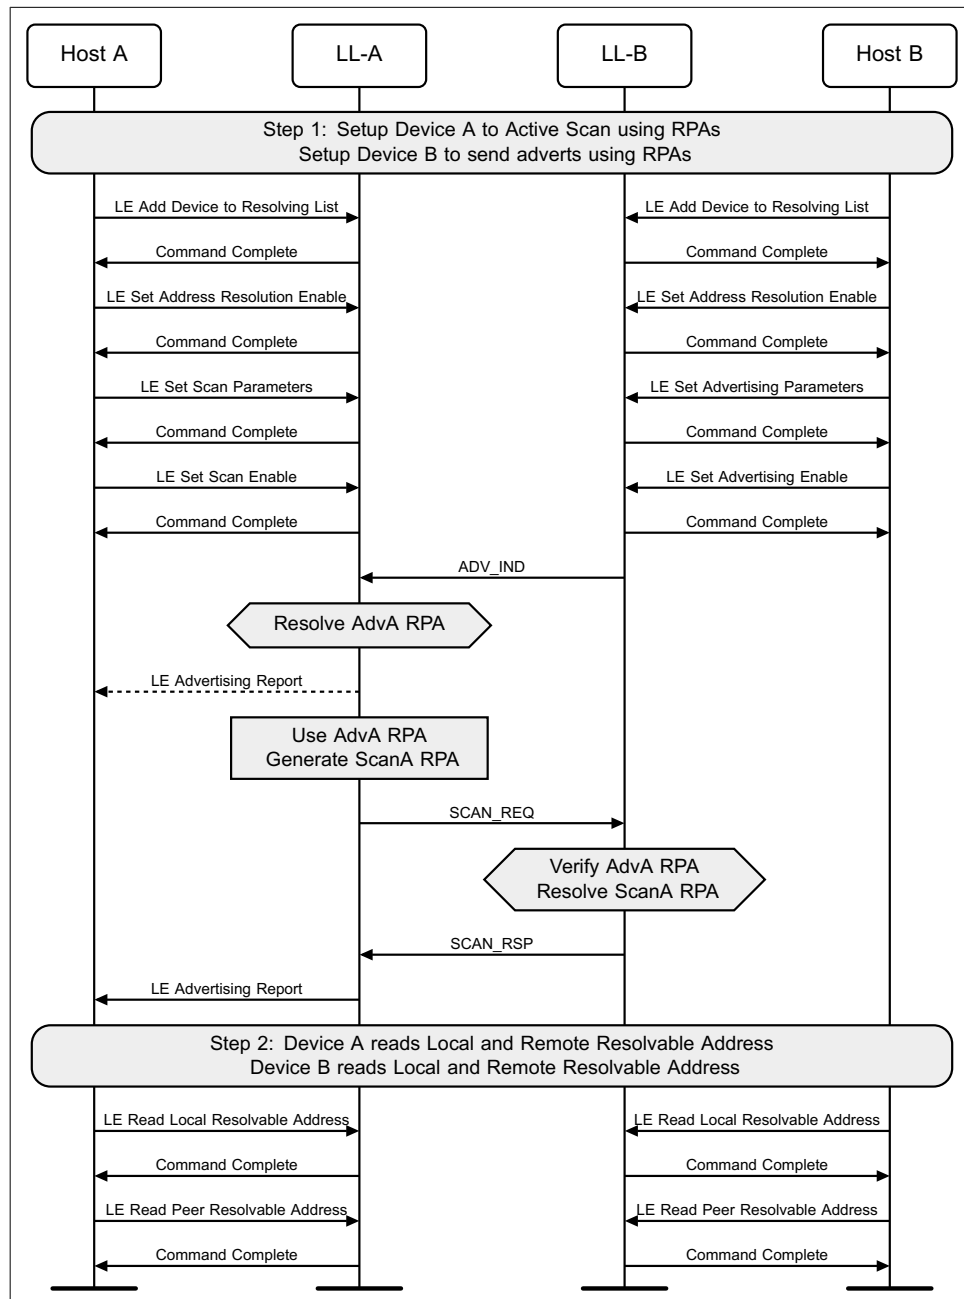 Host A
LL-A
LL-B
Host B
Step 1: Setup Device A to Active Scan using RPAs
Setup Device B to send adverts using RPAs
LE Add Device to Resolving List
LE Add Device to Resolving List
Command Complete
Command Complete
LE Set Address Resolution Enable
LE Set Address Resolution Enable
Command Complete
Command Complete
LE Set Scan Parameters
LE Set Advertising Parameters
Command Complete
Command Complete
LE Set Scan Enable
LE Set Advertising Enable
Command Complete
Command Complete
ADV_IND
Resolve AdvA RPA
LE Advertising Report
Use AdvA RPA
Generate ScanA RPA
SCAN_REQ
Verify AdvA RPA
Resolve ScanA RPA
SCAN_RSP
LE Advertising Report
Step 2: Device A reads Local and Remote Resolvable Address
Device B reads Local and Remote Resolvable Address
LE Read Local Resolvable Address
LE Read Local Resolvable Address
Command Complete
Command Complete
LE Read Peer Resolvable Address
LE Read Peer Resolvable Address
Command Complete
Command Complete